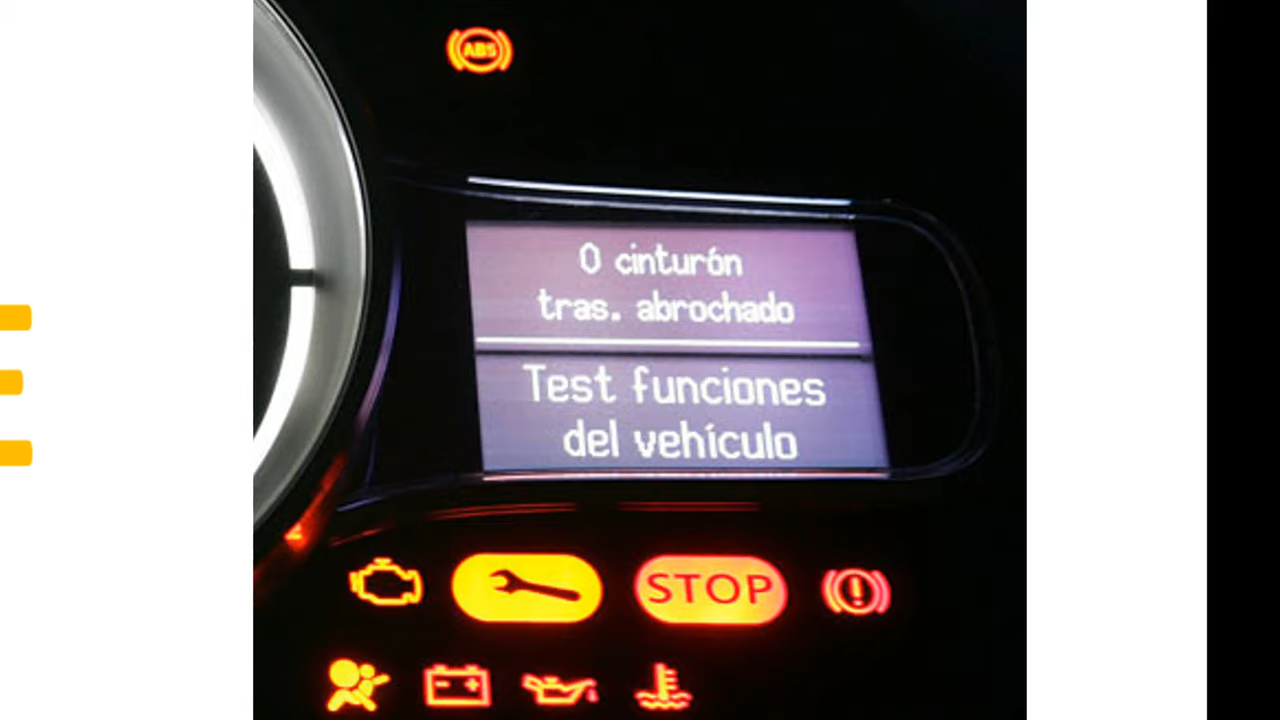 ABS
0 cinturón
tras. abrochado
Test funciones
del vehículo
STOP